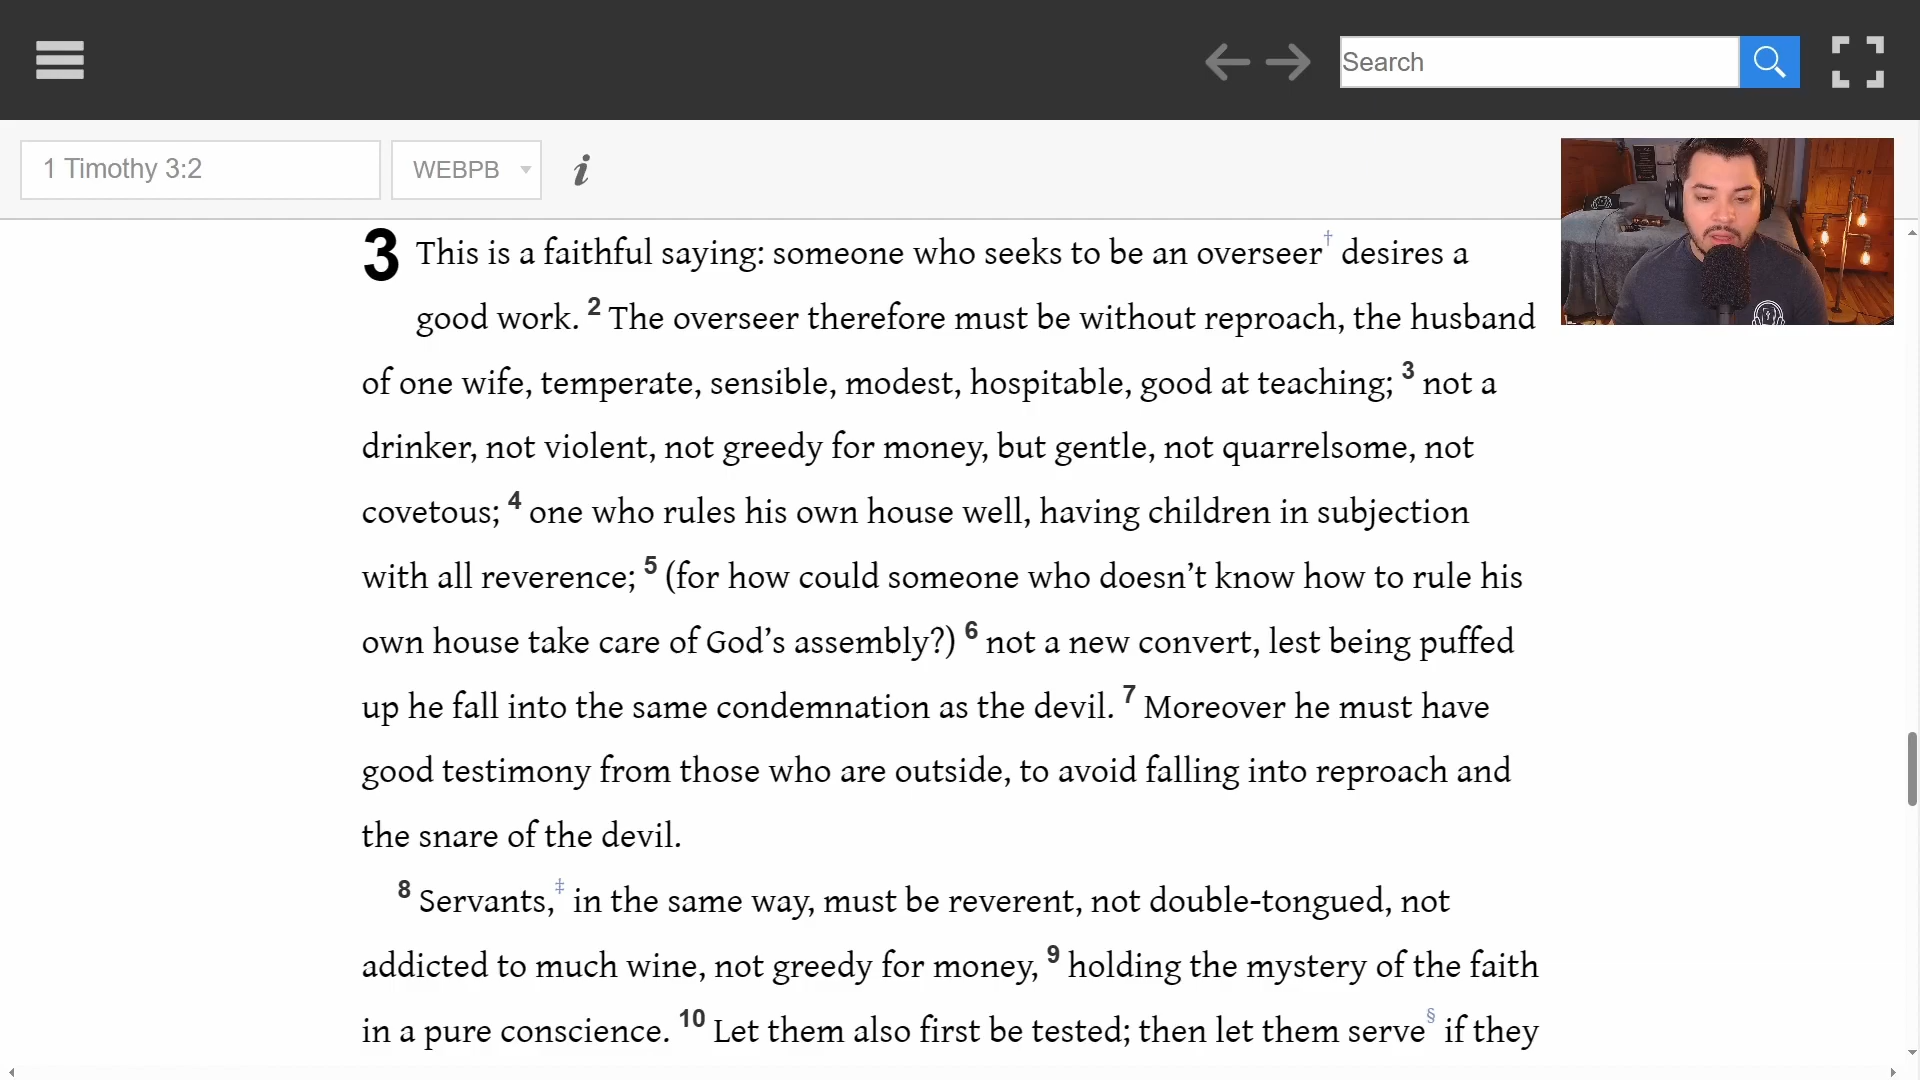 Search
1 Timothy 3:2
WEBPB
i
3 This is a faithful saying: someone who seeks to be an overseer† desires a
good work. 2 The overseer therefore must be without reproach, the husband
of one wife, temperate, sensible, modest, hospitable, good at teaching; 3 not a
drinker, not violent, not greedy for money, but gentle, not quarrelsome, not
covetous; 4 one who rules his own house well, having children in subjection
with all reverence; 5 (for how could someone who doesn’t know how to rule his
own house take care of God’s assembly?) 6 not a new convert, lest being puffed
up he fall into the same condemnation as the devil. 7 Moreover he must have
good testimony from those who are outside, to avoid falling into reproach and
the snare of the devil.
8 Servants,‡ in the same way, must be reverent, not double-tongued, not
addicted to much wine, not greedy for money, 9 holding the mystery of the faith
in a pure conscience. 10 Let them also first be tested; then let them serve§ if they